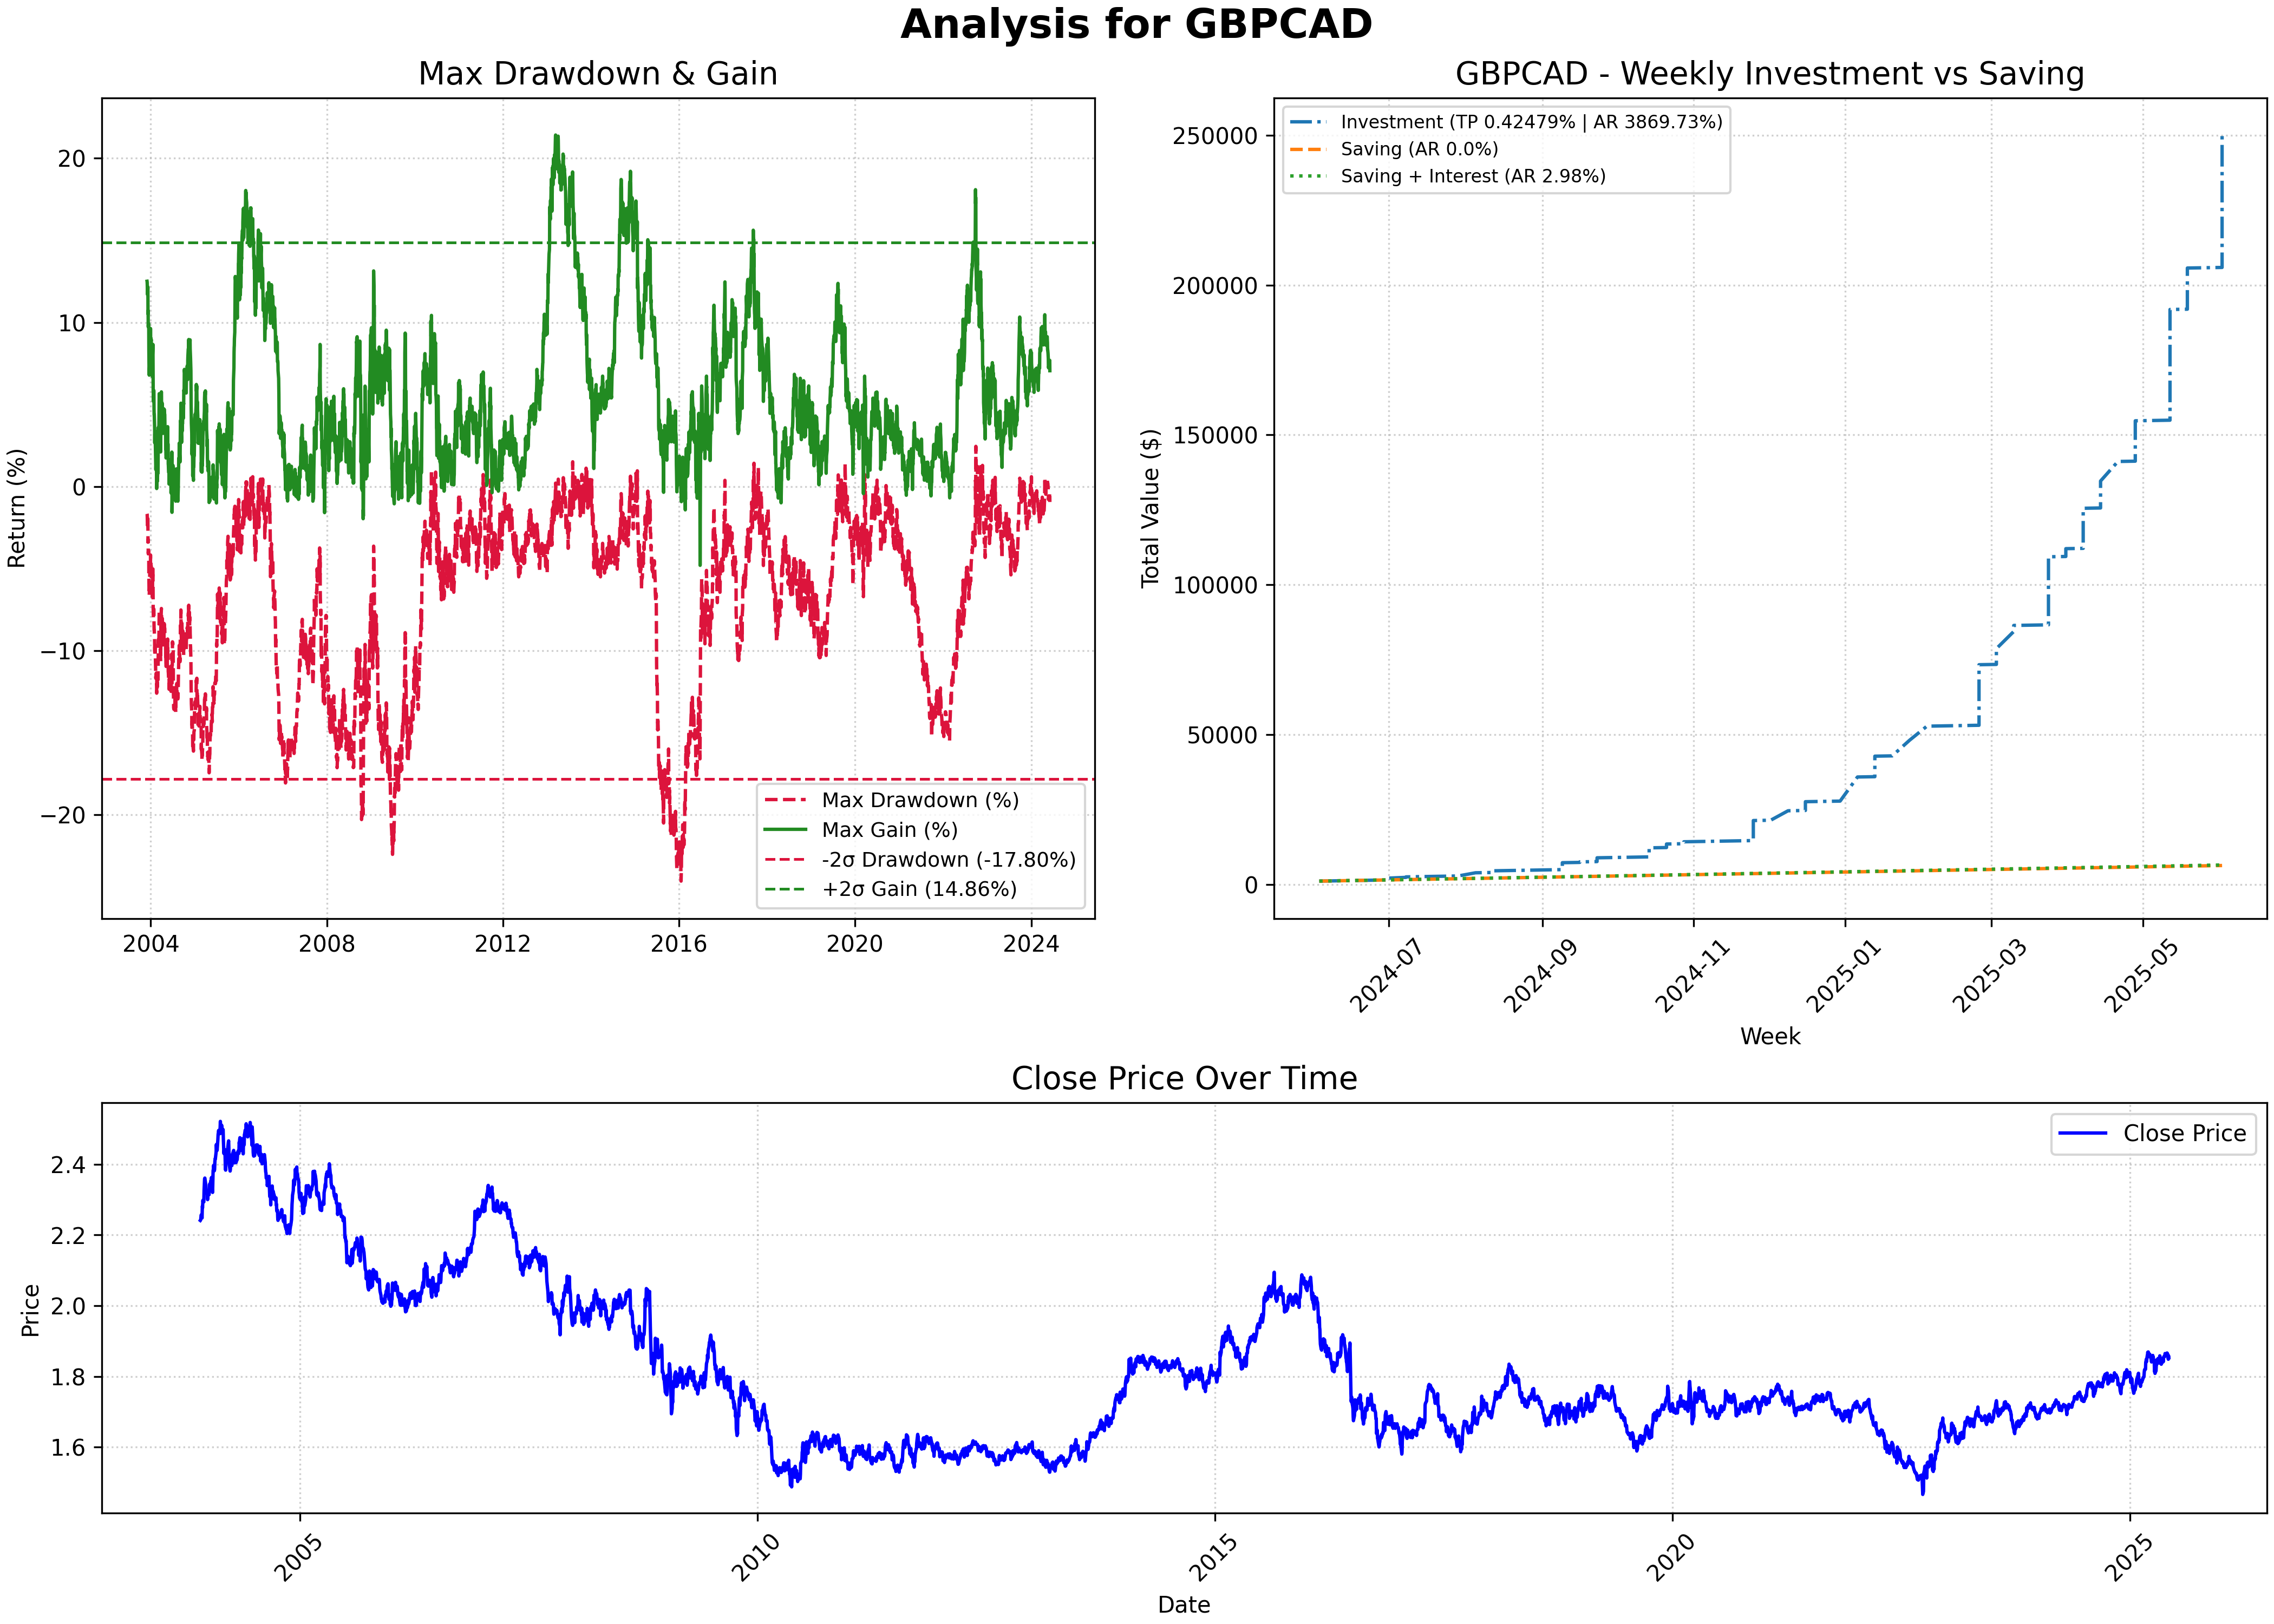 Analysis for GBPCAD
Max Drawdown & Gain
Return (%)
20
10
0
−10
−20
2004
2008
2012
2016
2020
2024
Max Drawdown (%)
Max Gain (%)
-2σ Drawdown (-17.80%)
+2σ Gain (14.86%)
GBPCAD - Weekly Investment vs Saving
Total Value ($)
250000
200000
150000
100000
50000
0
Investment (TP 0.42479% | AR 3869.73%)
Saving (AR 0.0%)
Saving + Interest (AR 2.98%)
2024-07
2024-09
2024-11
2025-01
2025-03
2025-05
Week
Close Price Over Time
Price
2.4
2.2
2.0
1.8
1.6
Close Price
2005
2010
2015
2020
2025
Date